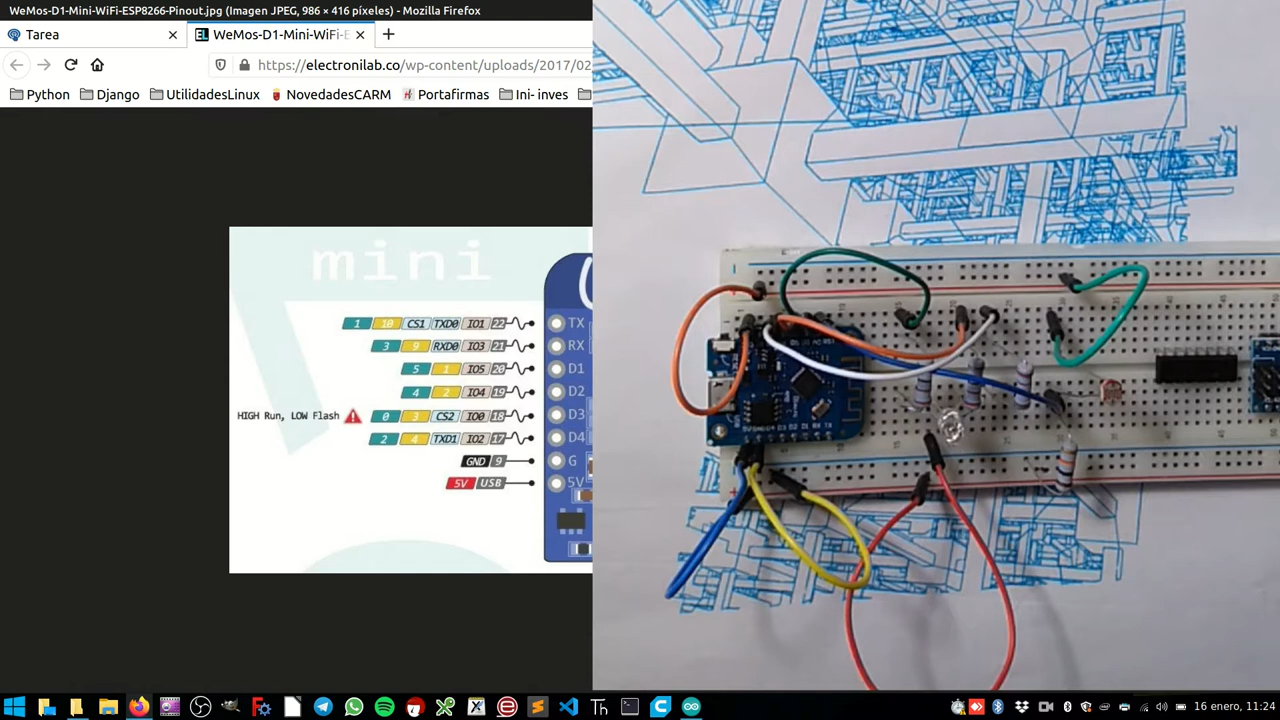 WeMos-D1-Mini-WiFi-ESP8266-Pinout.jpg (Imagen JPEG, 986 × 416 píxeles) - Mozilla Firefox
Tarea
WeMos-D1-Mini-WiFi-E
https://electronilab.co/wp-content/uploads/2017/02
Python
Django
UtilidadesLinux
NovedadesCARM
Portafirmas
Ini- inves
mini
1 10 CS1 TXD0 IO1 22 TX
3 9 RXD0 IO3 21 RX
5 1 IO5 20 D1
4 2 IO4 19 D2
HIGH Run, LOW Flash 0 3 CS2 IO0 18 D3
2 4 TXD1 IO2 17 D4
GND 9 G
5V USB 5V
16 enero, 11:24